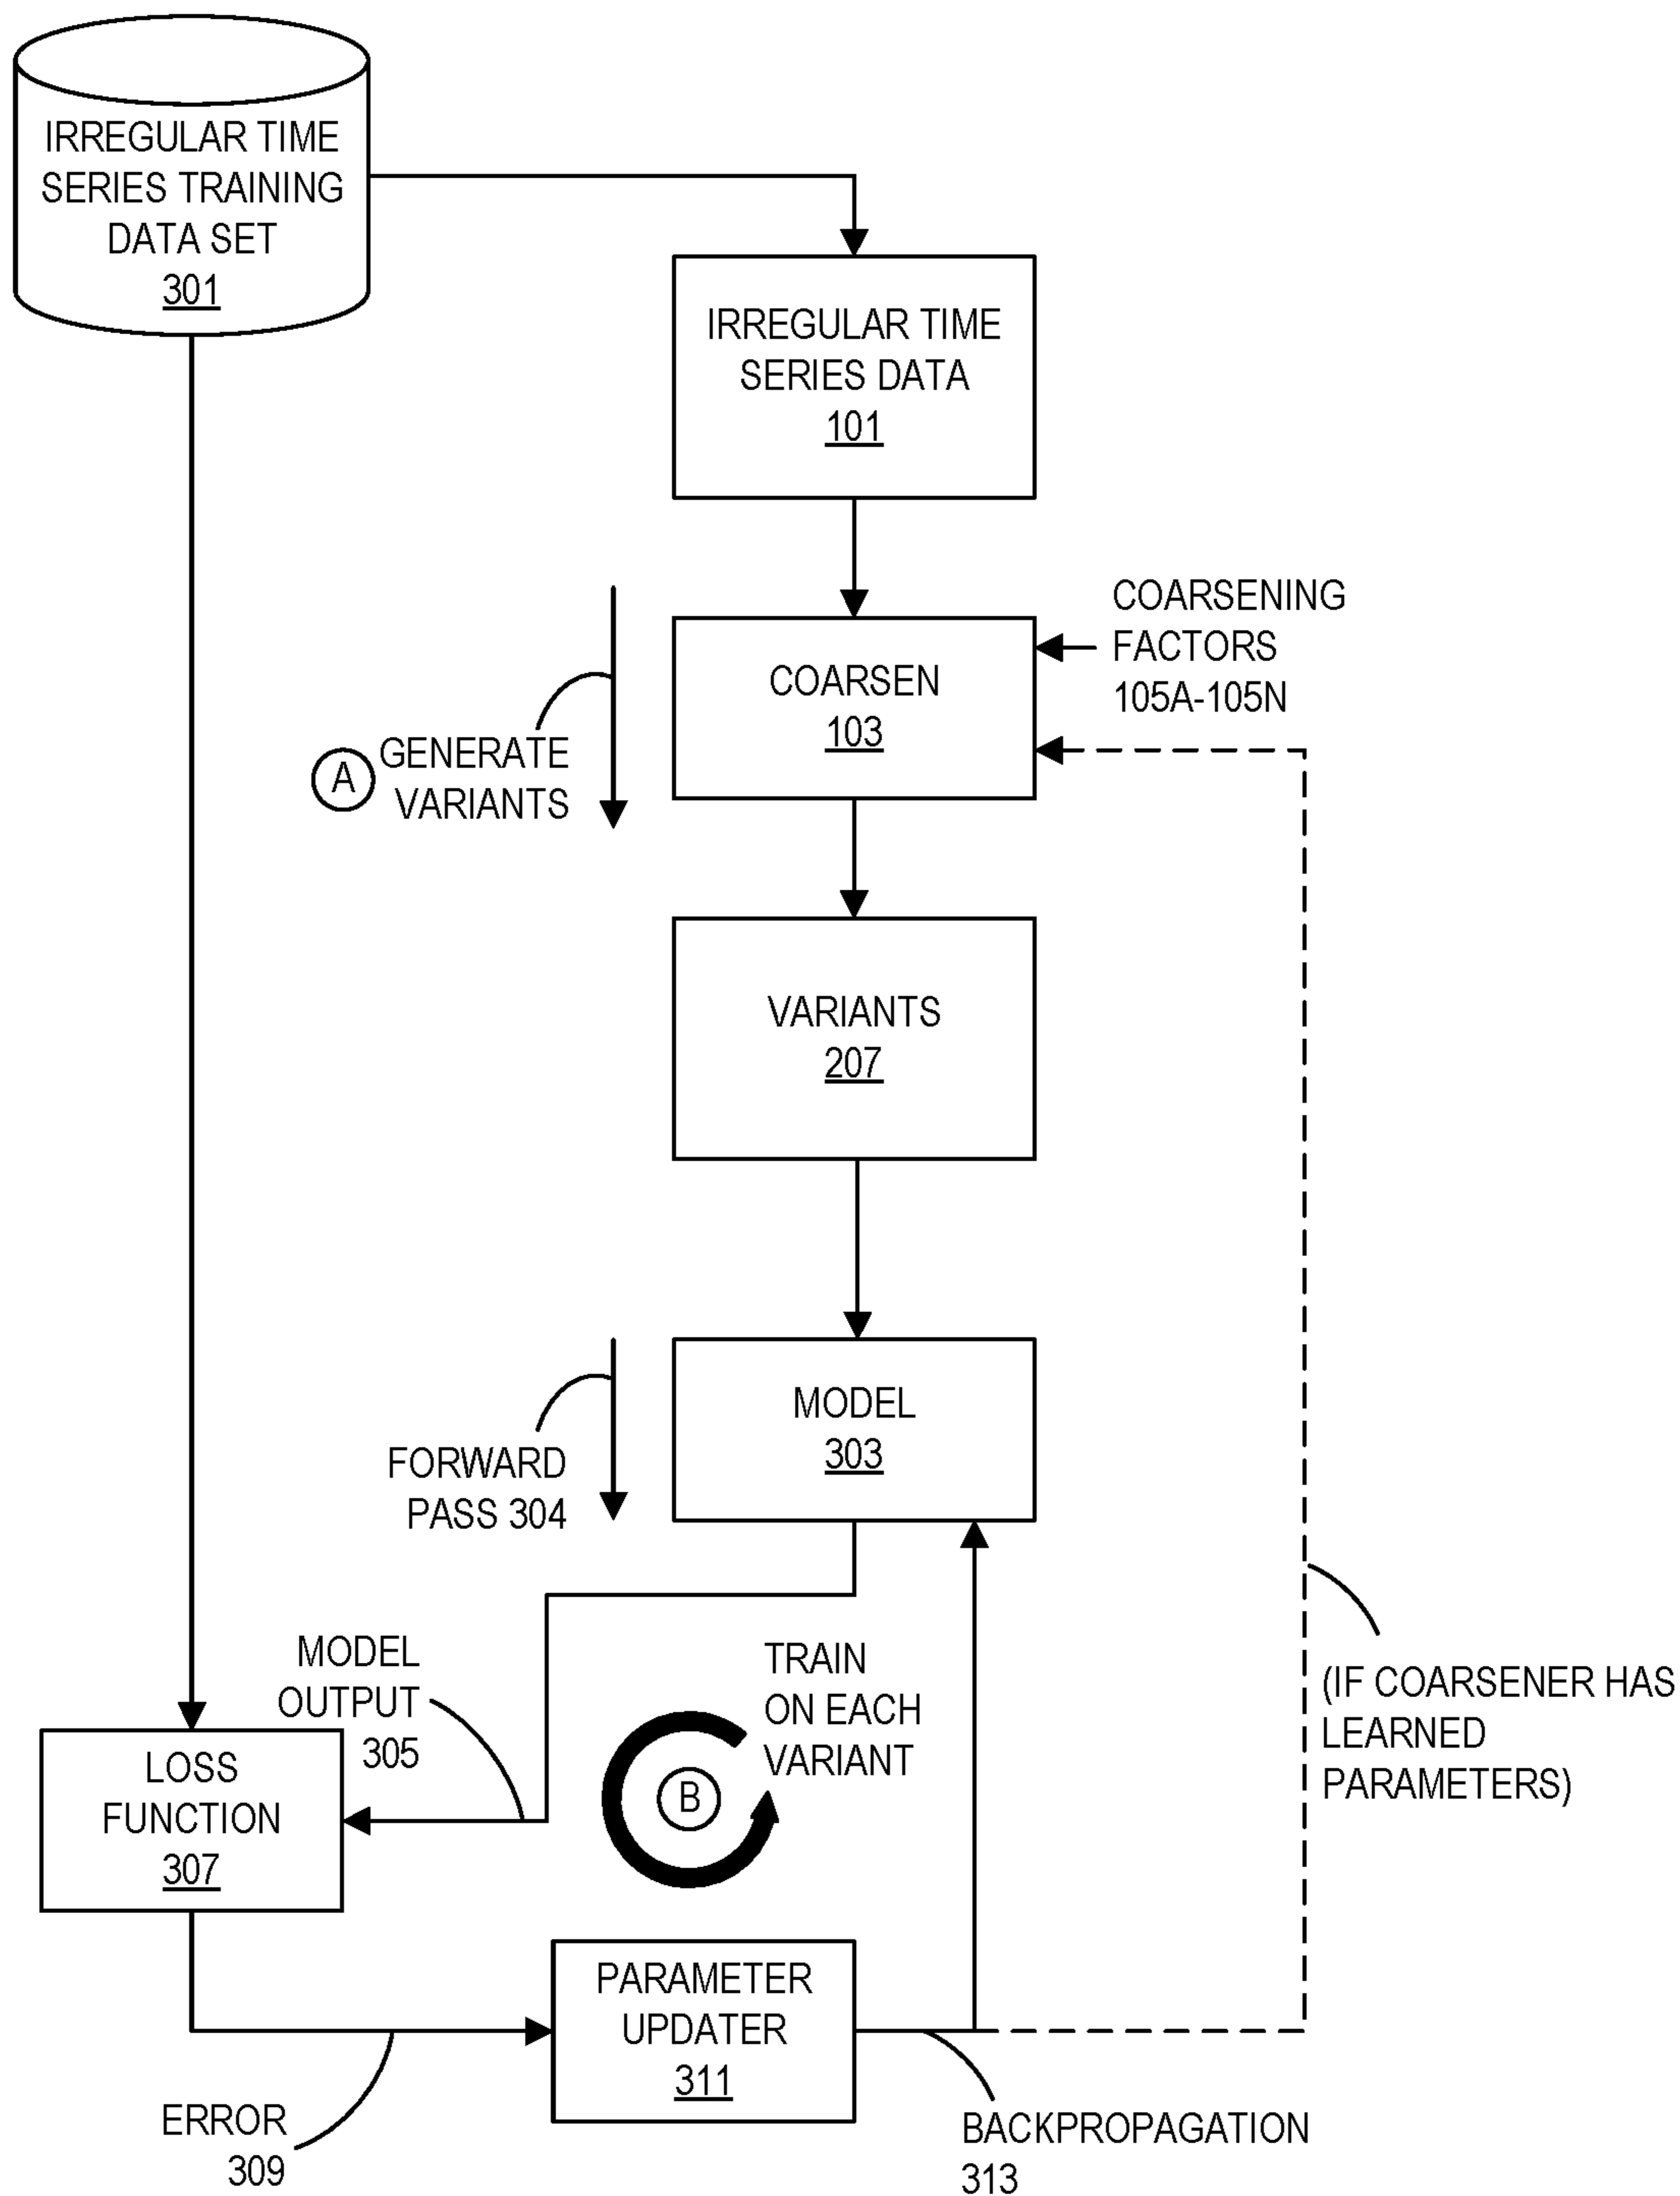 IRREGULAR TIME
SERIES TRAINING
DATA SET
301
IRREGULAR TIME
SERIES DATA
101
COARSENING
FACTORS
105A-105N
COARSEN
103
A
GENERATE
VARIANTS
VARIANTS
207
MODEL
303
FORWARD
PASS 304
MODEL
OUTPUT
305
TRAIN
ON EACH
VARIANT
B
(IF COARSENER HAS
LEARNED
PARAMETERS)
LOSS
FUNCTION
307
PARAMETER
UPDATER
311
ERROR
309
BACKPROPAGATION
313